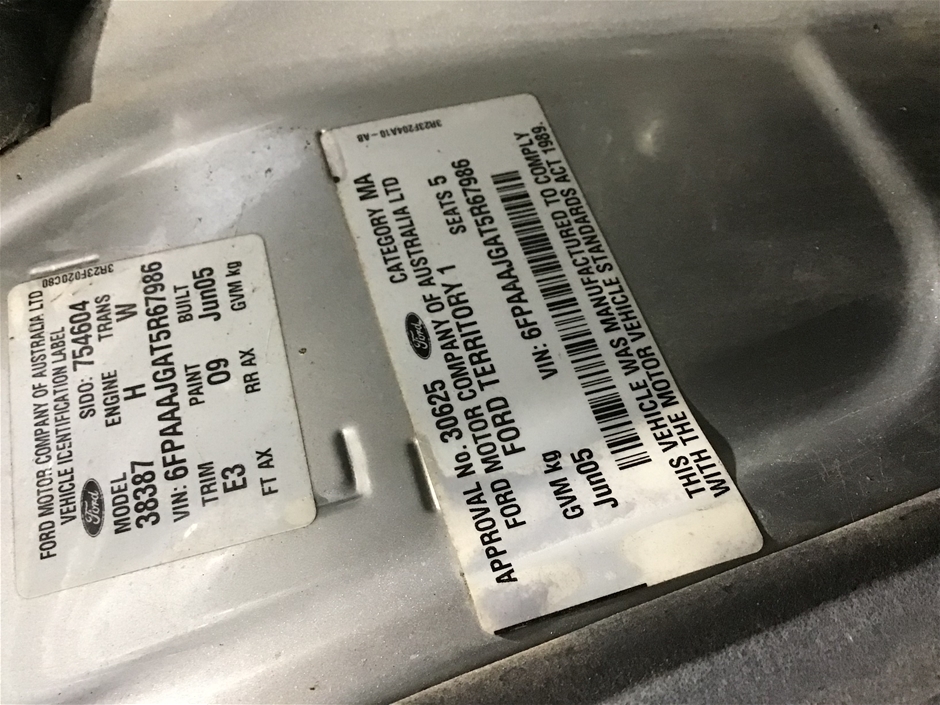 3R23F020C80
FORD MOTOR COMPANY OF AUSTRALIA LTD
VEHICLE IDENTIFICATION LABEL
Ford
SIDO: 754604
MODEL ENGINE TRANS
38387 H W
VIN: 6FPAAAJGAT5R67986
TRIM PAINT BUILT
E3 09 Jun05
FT AX RR AX GVM kg
3R23F204A10-AB
APPROVAL No. 30625 Ford CATEGORY MA
FORD MOTOR COMPANY OF AUSTRALIA LTD
FORD TERRITORY 1 SEATS 5
GVM kg VIN: 6FPAAAJGAT5R67986
Jun05
THIS VEHICLE WAS MANUFACTURED TO COMPLY
WITH THE MOTOR VEHICLE STANDARDS ACT 1989.